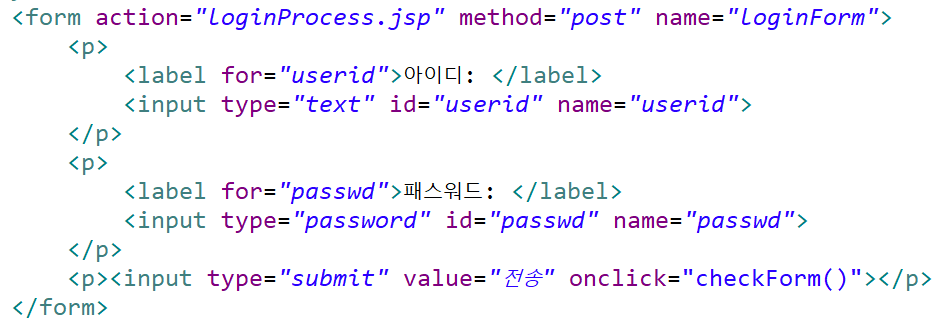 <form action="loginProcess.jsp" method="post" name="loginForm">
    <p>
        <label for="userid">아이디: </label>
        <input type="text" id="userid" name="userid">
    </p>
    <p>
        <label for="passwd">패스워드: </label>
        <input type="password" id="passwd" name="passwd">
    </p>
    <p><input type="submit" value="전송" onclick="checkForm()"></p>
</form>